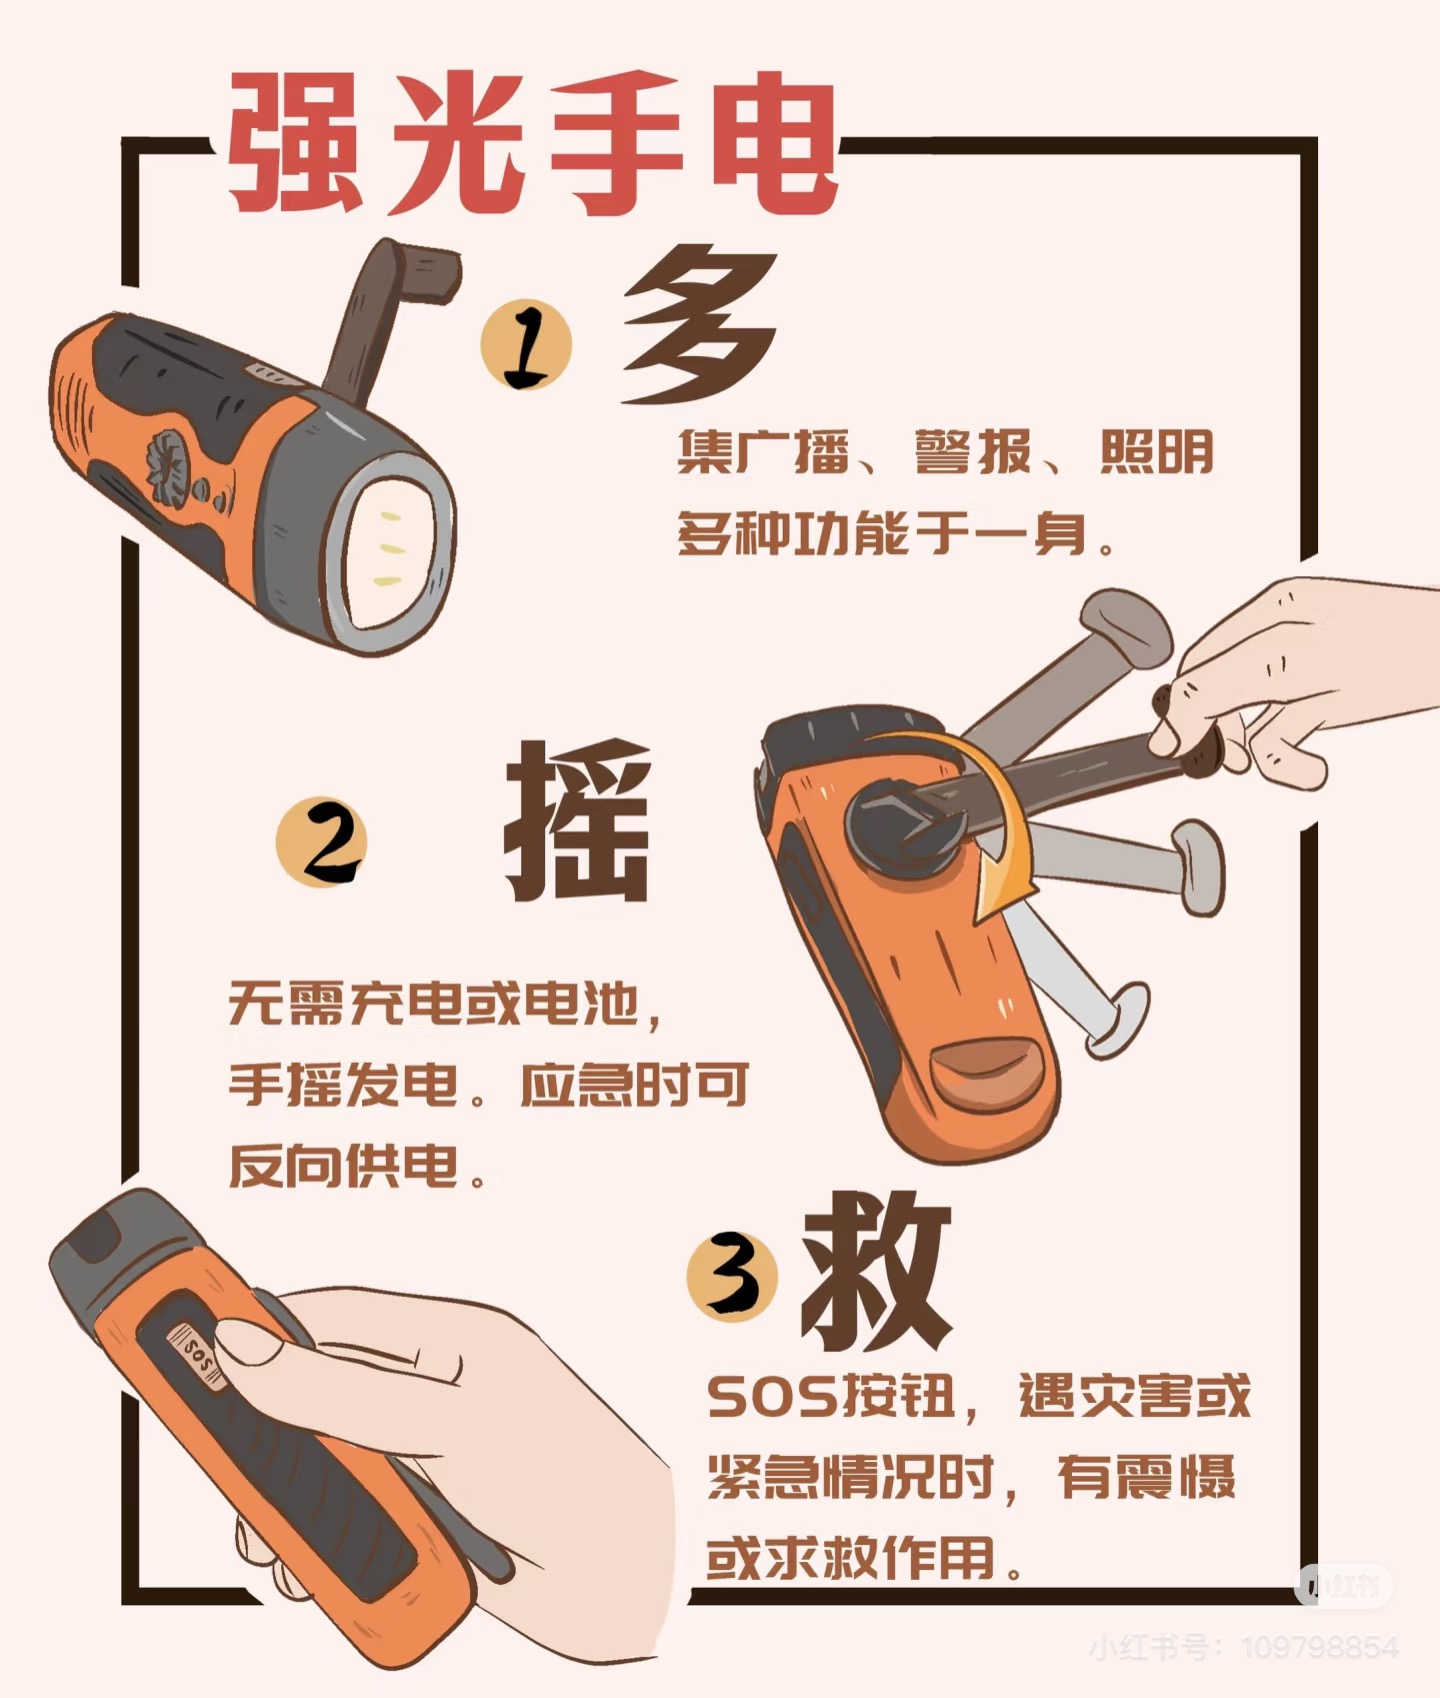 强光手电
1
多
集广播、警报、照明
多种功能于一身。
2
摇
无需充电或电池，
手摇发电。应急时可
反向供电。
SOS
3
救
SOS按钮，遇灾害或
紧急情况时，有震慑
或求救作用。
小红书
小红书号：109798854